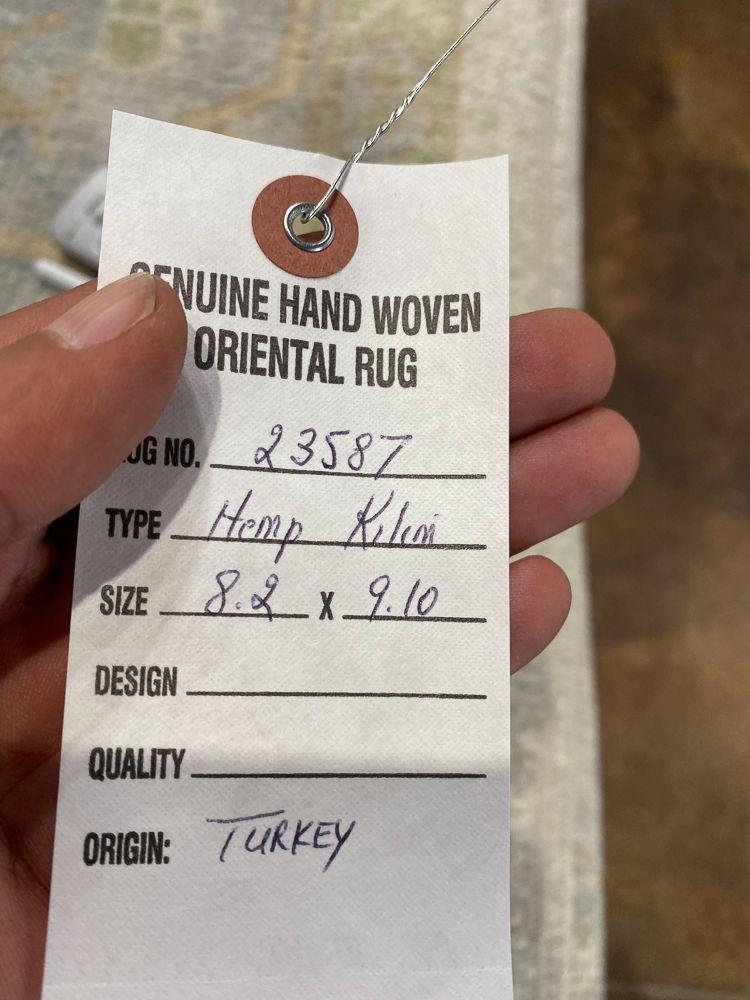 GENUINE HAND WOVEN
ORIENTAL RUG
RUG NO. 23587
TYPE Hemp Kilim
SIZE 8.2 X 9.10
DESIGN
QUALITY
ORIGIN: TURKEY